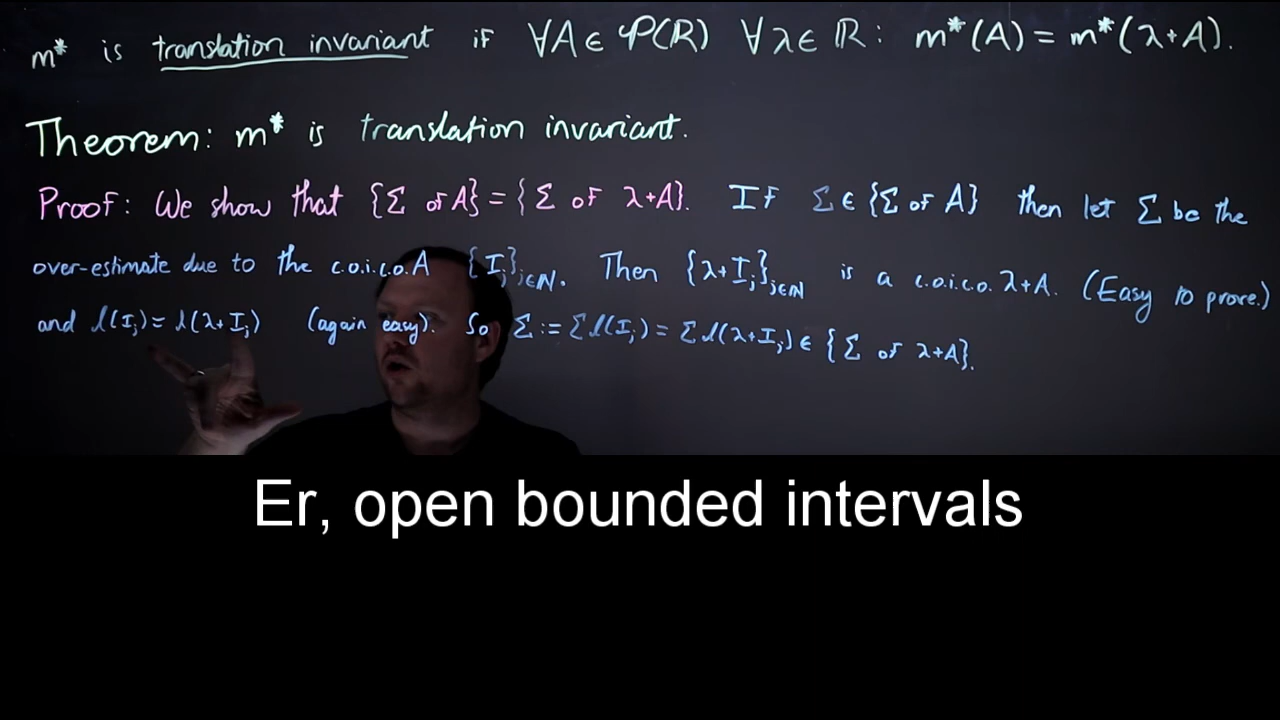 m* is translation invariant if ∀A ∈ P(ℝ) ∀λ ∈ ℝ: m*(A) = m*(λ+A).
Theorem: m* is translation invariant.
Proof: We show that {Σ of A} = {Σ of λ+A}. If Σ ∈ {Σ of A} then let Σ be the
over-estimate due to the c.o.i.c.o.A {I_j}_{j∈ℕ}. Then {λ+I_j}_{j∈ℕ} is a c.o.i.c.o. λ+A. (Easy to prove.)
and l(I_j) = l(λ+I_j) (again easy). So Σ := Σ l(I_j) = Σ l(λ+I_j) ∈ {Σ of λ+A}.
Er, open bounded intervals